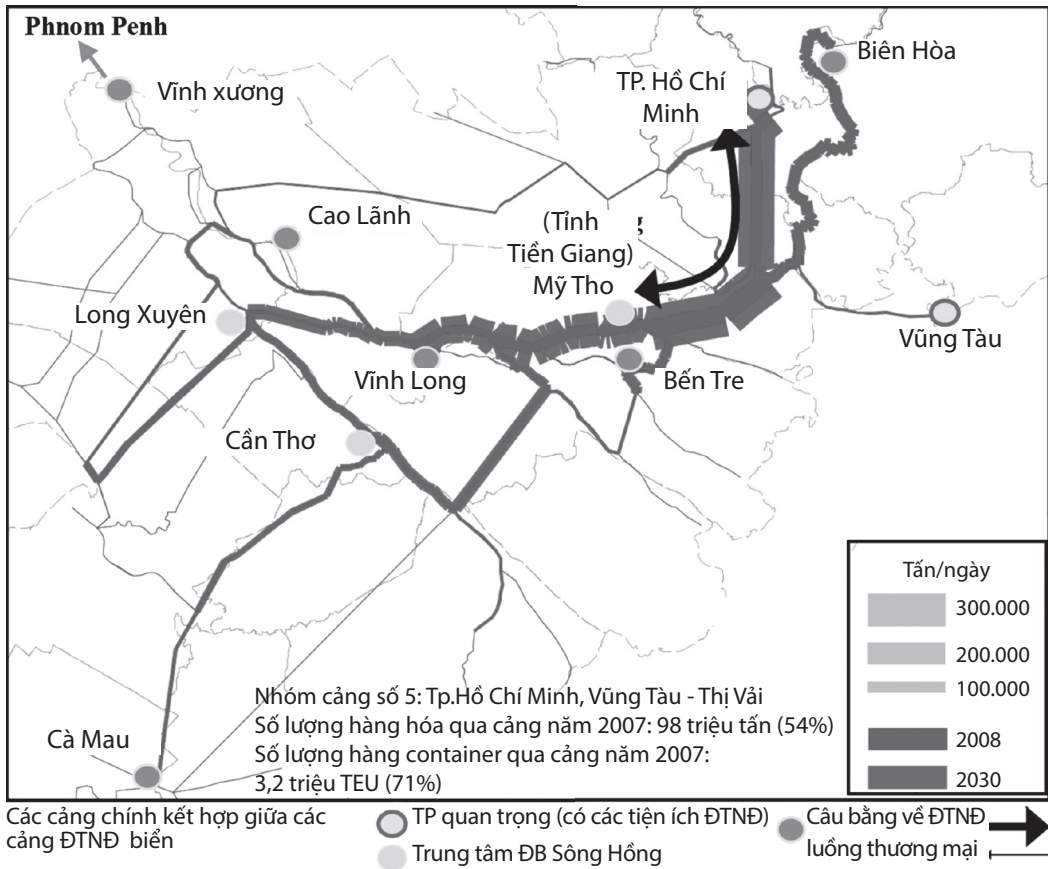 Phnom Penh
Vĩnh xương
Biên Hòa
TP. Hồ Chí
Minh
Cao Lãnh
(Tỉnh
Tiền Giang)
Mỹ Tho
Long Xuyên
Vũng Tàu
Vĩnh Long
Bến Tre
Cần Thơ
Tấn/ngày
300.000
200.000
100.000
2008
2030
Nhóm cảng số 5: Tp.Hồ Chí Minh, Vũng Tàu - Thị Vải
Số lượng hàng hóa qua cảng năm 2007: 98 triệu tấn (54%)
Số lượng hàng container qua cảng năm 2007:
3,2 triệu TEU (71%)
Cà Mau
Các cảng chính kết hợp giữa các
cảng ĐTNĐ biển
TP quan trọng (có các tiện ích ĐTNĐ)
Trung tâm ĐB Sông Hồng
Câu bằng về ĐTNĐ
luồng thương mại